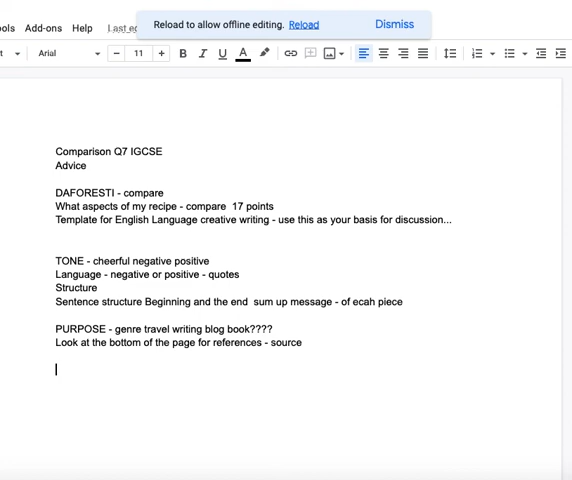 Reload to allow offline editing. Reload Dismiss
ools Add-ons Help Last ed
t Arial 11 B I U A
Comparison Q7 IGCSE
Advice
DAFORESTI - compare
What aspects of my recipe - compare 17 points
Template for English Language creative writing - use this as your basis for discussion...
TONE - cheerful negative positive
Language - negative or positive - quotes
Structure
Sentence structure Beginning and the end sum up message - of ecah piece
PURPOSE - genre travel writing blog book????
Look at the bottom of the page for references - source